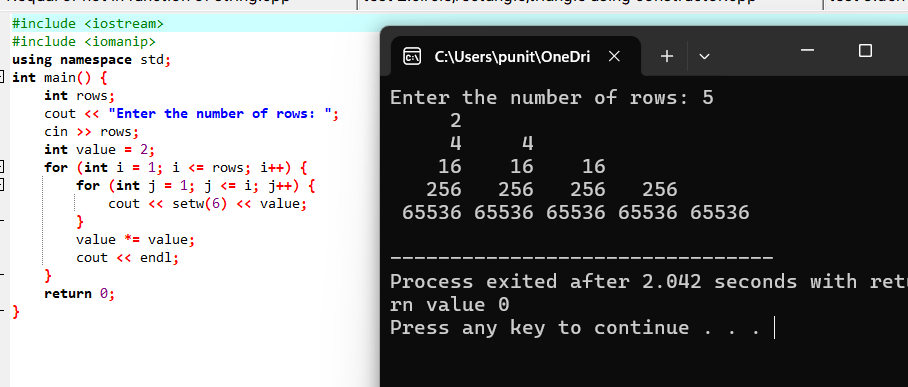 #include <iostream>
#include <iomanip>
using namespace std;
int main() {
int rows;
cout << "Enter the number of rows: ";
cin >> rows;
int value = 2;
for (int i = 1; i <= rows; i++) {
for (int j = 1; j <= i; j++) {
cout << setw(6) << value;
}
value *= value;
cout << endl;
}
return 0;
}
C:\Users\punit\OneDri
Enter the number of rows: 5
2
4 4
16 16 16
256 256 256 256
65536 65536 65536 65536 65536
--------------------------------
Process exited after 2.042 seconds with retu
rn value 0
Press any key to continue . . .